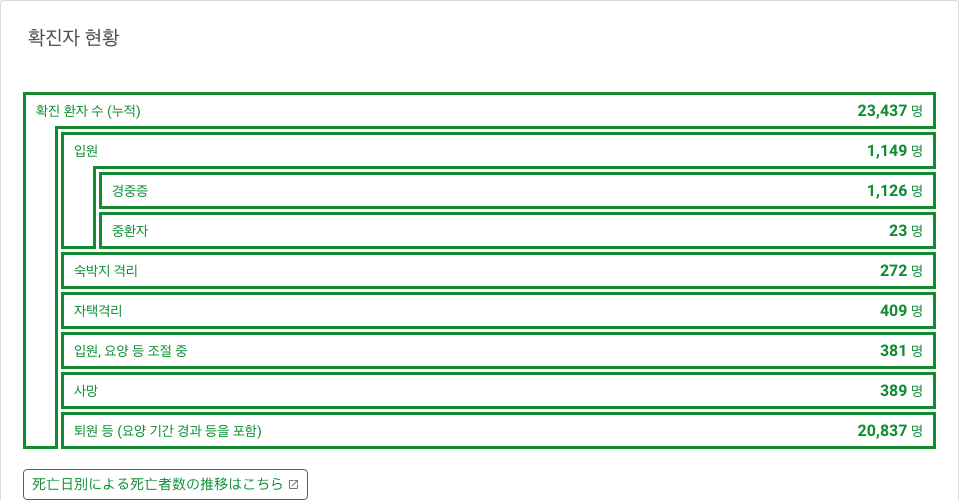 확진자 현황
확진 환자 수 (누적) 23,437 명
입원 1,149 명
경중증 1,126 명
중환자 23 명
숙박지 격리 272 명
자택격리 409 명
입원, 요양 등 조절 중 381 명
사망 389 명
퇴원 등 (요양 기간 경과 등을 포함) 20,837 명
死亡日別による死亡者数の推移はこちら